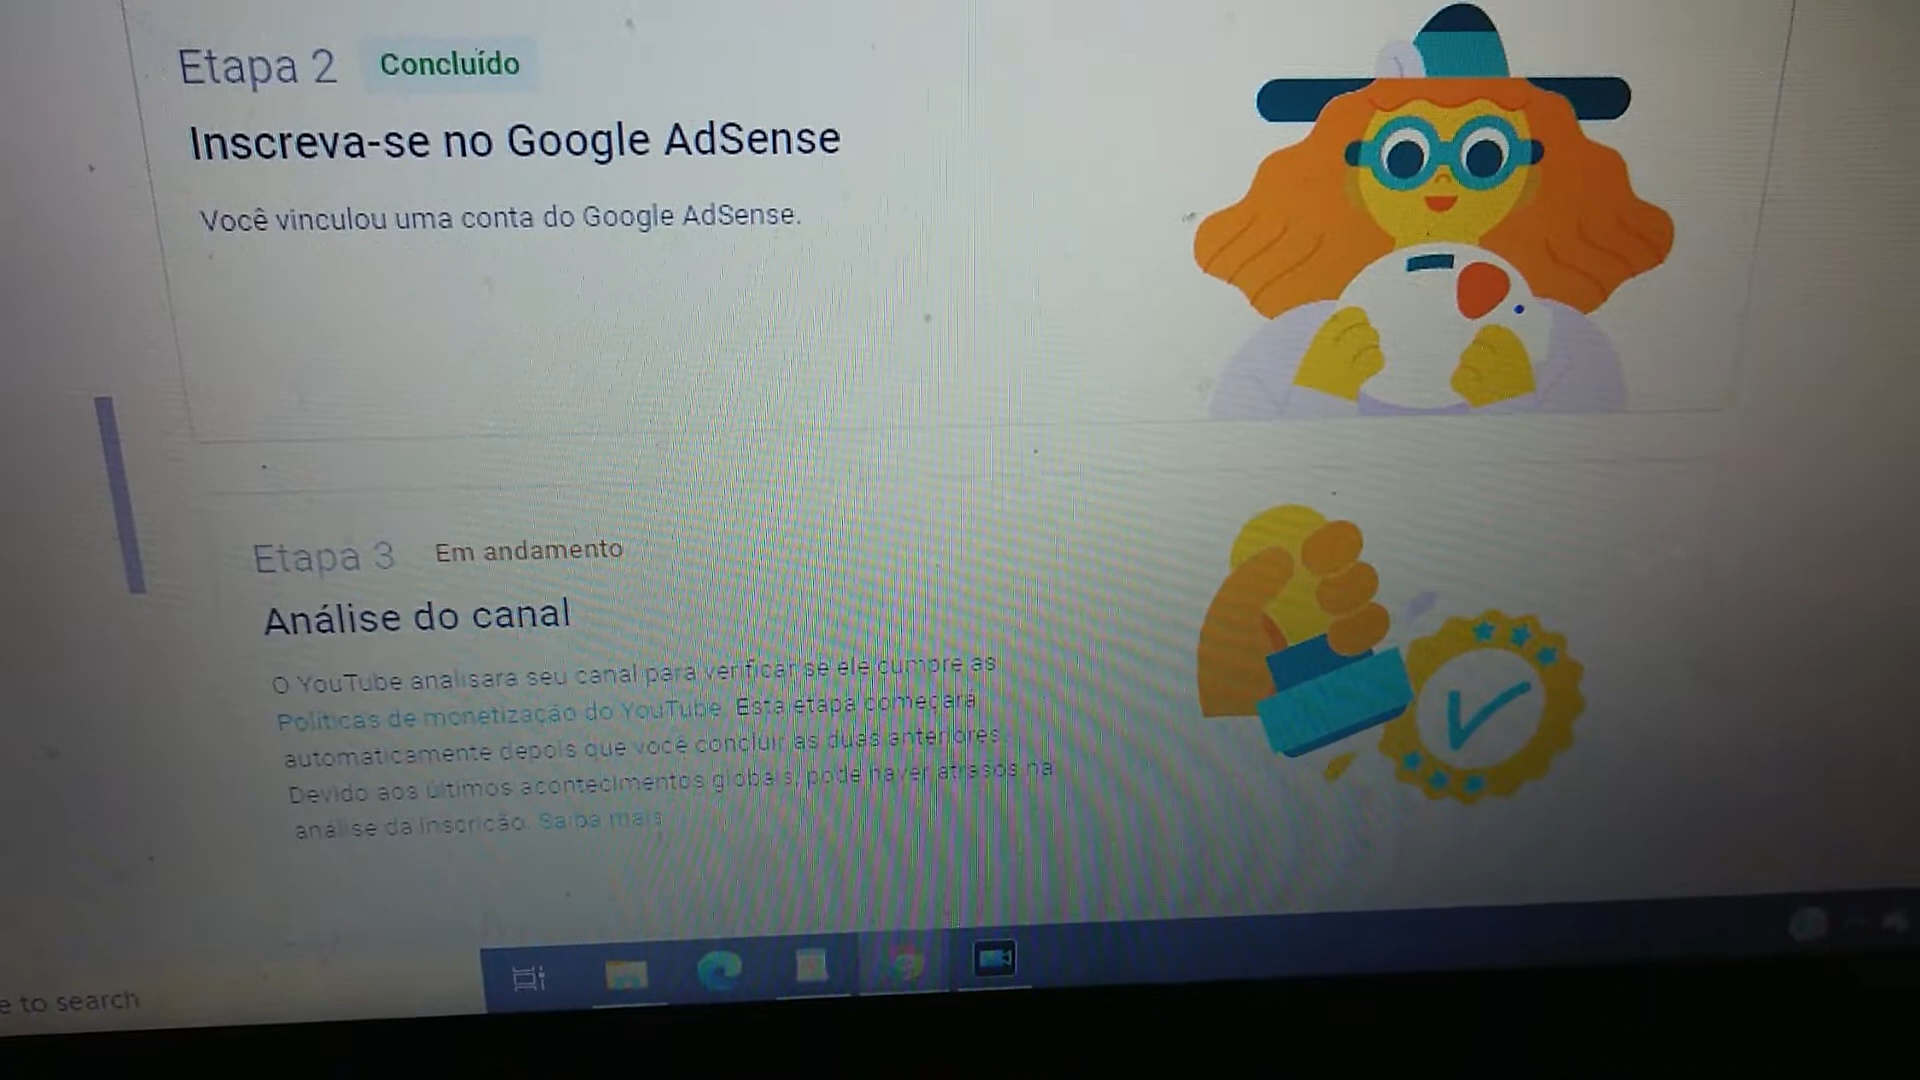 Etapa 2 Concluído
Inscreva-se no Google AdSense
Você vinculou uma conta do Google AdSense.
Etapa 3 Em andamento
Análise do canal
O YouTube analisara seu canal para verificar se ele cumpre as
Políticas de monetização do YouTube. Esta etapa começará
automaticamente depois que você concluir as duas anteriores.
Devido aos últimos acontecimentos globais, pode haver atrasos na
análise da inscrição. Saiba mais
e to search